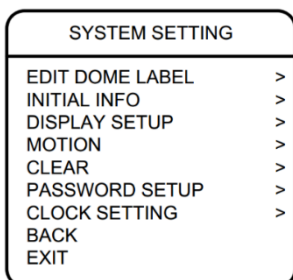 SYSTEM SETTING
EDIT DOME LABEL >
INITIAL INFO >
DISPLAY SETUP >
MOTION >
CLEAR >
PASSWORD SETUP >
CLOCK SETTING >
BACK
EXIT